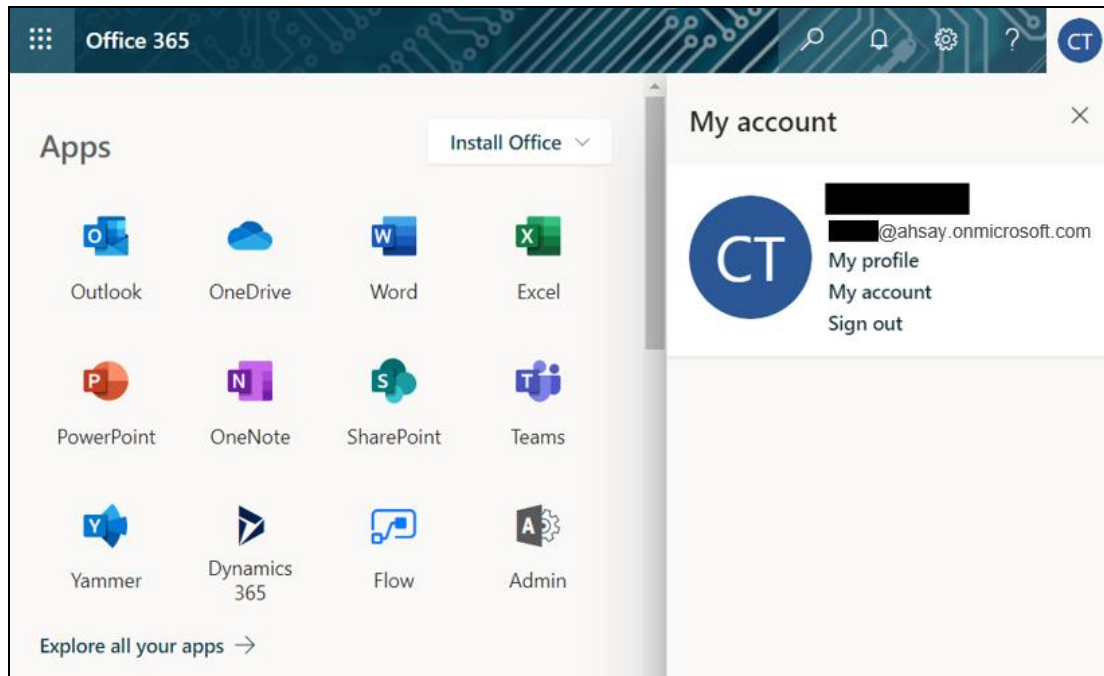 Office 365
?
CT
Apps
Install Office
Outlook
OneDrive
Word
Excel
PowerPoint
OneNote
SharePoint
Teams
Yammer
Dynamics
365
Flow
Admin
Explore all your apps →
My account
CT
@ahsay.onmicrosoft.com
My profile
My account
Sign out